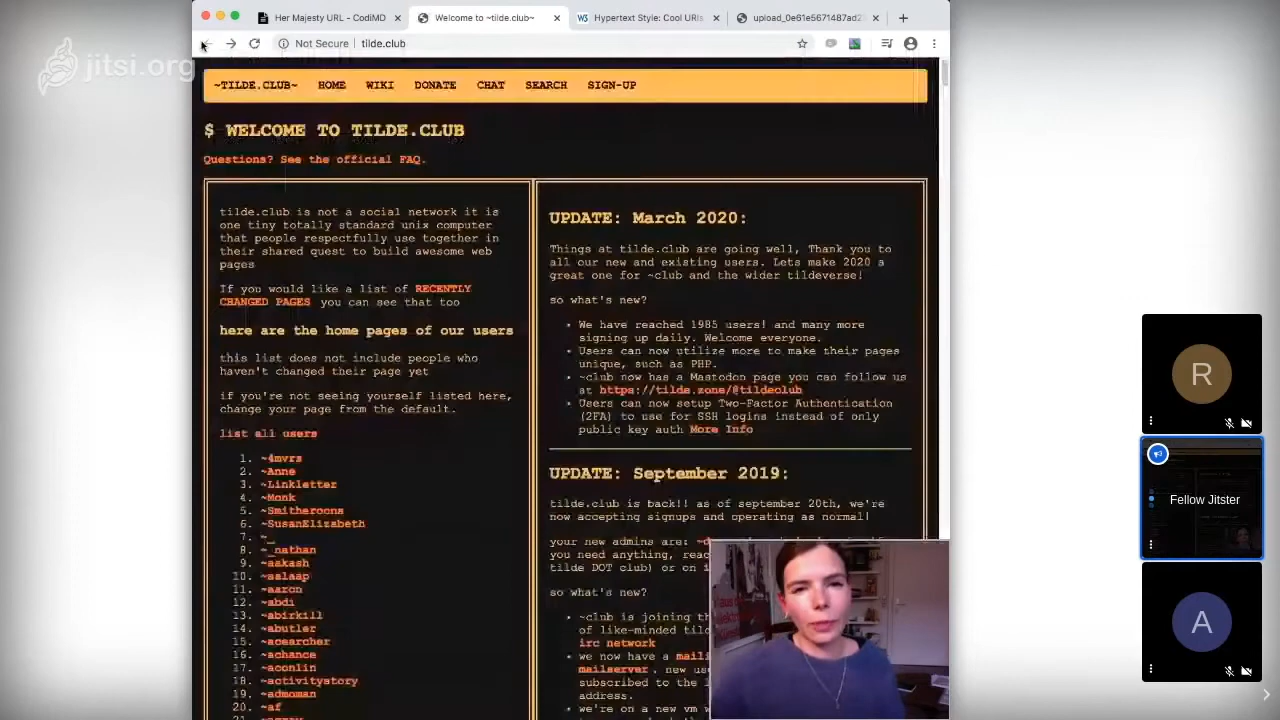 jitsi.org
Her Majesty URL - CodiMD
Welcome to ~tilde.club~
Hypertext Style: Cool URIs
upload_0e61e5671487ad2
Not Secure
tilde.club
~TILDE.CLUB~ HOME WIKI DONATE CHAT SEARCH SIGN-UP
$ WELCOME TO TILDE.CLUB
Questions? See the official FAQ.
tilde.club is not a social network it is
one tiny totally standard unix computer
that people respectfully use together in
their shared quest to build awesome web
pages
If you would like a list of RECENTLY
CHANGED PAGES you can see that too
here are the home pages of our users
this list does not include people who
haven't changed their page yet
if you're not seeing yourself listed here,
change your page from the default.
list all users
1. ~4mvrs
2. ~Anne
3. ~Linkletter
4. ~Monk
5. ~Smitheroons
6. ~SusanElizabeth
7. ~_
8. ~_nathan
9. ~aakash
10. ~aalaap
11. ~aaron
12. ~abdi
13. ~abirkill
14. ~abutler
15. ~acearcher
16. ~achance
17. ~aconlin
18. ~activitystory
19. ~admoman
20. ~af
UPDATE: March 2020:
Things at tilde.club are going well, Thank you to
all our new and existing users. Lets make 2020 a
great one for ~club and the wider tildeverse!
so what's new?
• We have reached 1985 users! and many more
signing up daily. Welcome everyone.
• Users can now utilize more to make their pages
unique, such as PHP.
• ~club now has a Mastodon page you can follow us
at https://tilde.zone/@tildeclub
• Users can now setup Two-Factor Authentication
(2FA) to use for SSH logins instead of only
public key auth More Info
UPDATE: September 2019:
tilde.club is back!! as of september 20th, we're
now accepting signups and operating as normal!
your new admins are:
you need anything, reac
tilde DOT club) or on i
so what's new?
• ~club is joining th
of like-minded tild
irc network
• we now have a maili
mailserver, new use
subscribed to the l
address.
• we're on a new vm w
R
Fellow Jitster
A